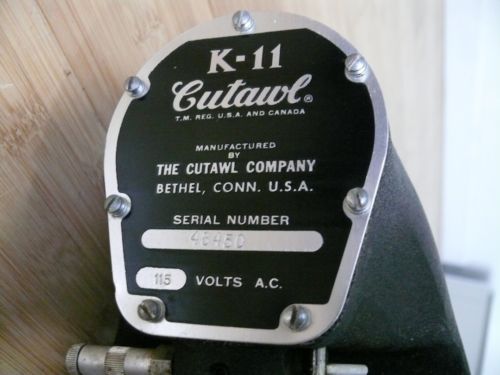 K-11
Cutawl®
T.M. REG. U.S.A. AND CANADA
MANUFACTURED
BY
THE CUTAWL COMPANY
BETHEL, CONN. U.S.A.
SERIAL NUMBER
115 VOLTS A.C.